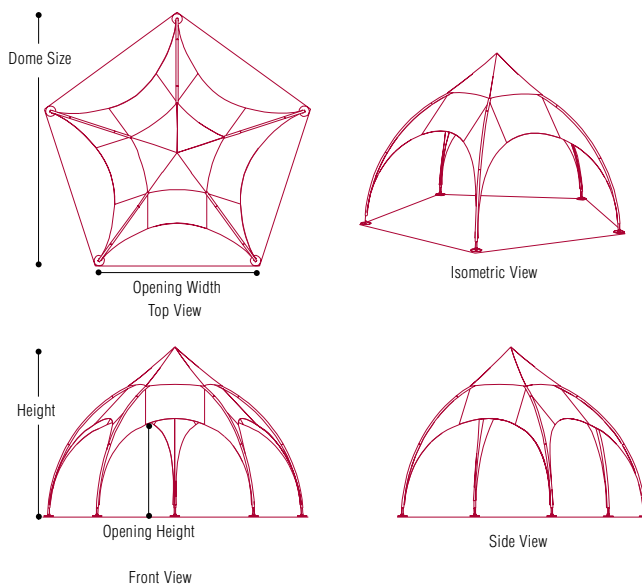 Dome Size
Opening Width
Top View
Isometric View
Height
Opening Height
Side View
Front View